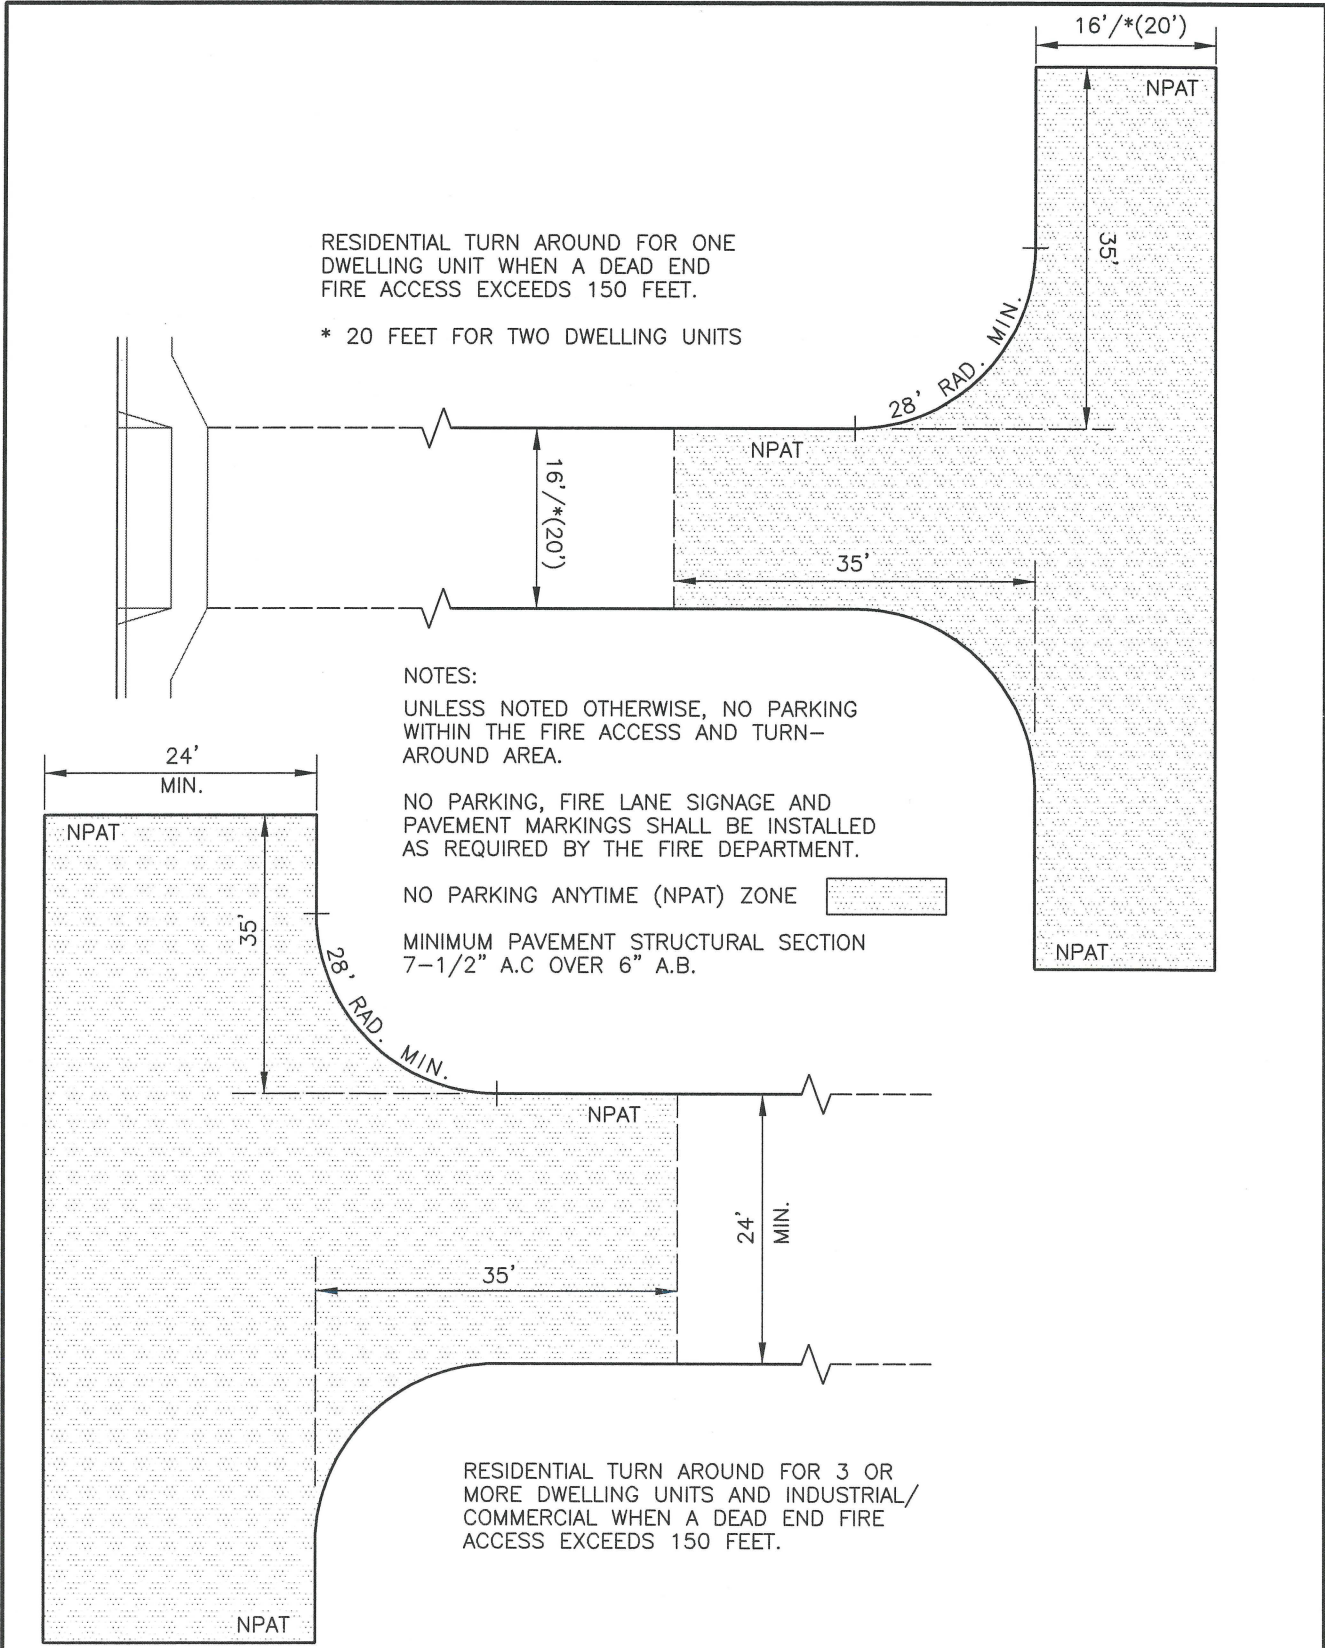 16'/*(20')
NPAT
35'
28' RAD. MIN.
RESIDENTIAL TURN AROUND FOR ONE
DWELLING UNIT WHEN A DEAD END
FIRE ACCESS EXCEEDS 150 FEET.
* 20 FEET FOR TWO DWELLING UNITS
NPAT
16'/*(20')
35'
NPAT
NOTES:
UNLESS NOTED OTHERWISE, NO PARKING
WITHIN THE FIRE ACCESS AND TURN-
AROUND AREA.
NO PARKING, FIRE LANE SIGNAGE AND
PAVEMENT MARKINGS SHALL BE INSTALLED
AS REQUIRED BY THE FIRE DEPARTMENT.
NO PARKING ANYTIME (NPAT) ZONE
MINIMUM PAVEMENT STRUCTURAL SECTION
7-1/2" A.C OVER 6" A.B.
24'
MIN.
NPAT
35'
28' RAD. MIN.
NPAT
24'
MIN.
35'
NPAT
RESIDENTIAL TURN AROUND FOR 3 OR
MORE DWELLING UNITS AND INDUSTRIAL/
COMMERCIAL WHEN A DEAD END FIRE
ACCESS EXCEEDS 150 FEET.